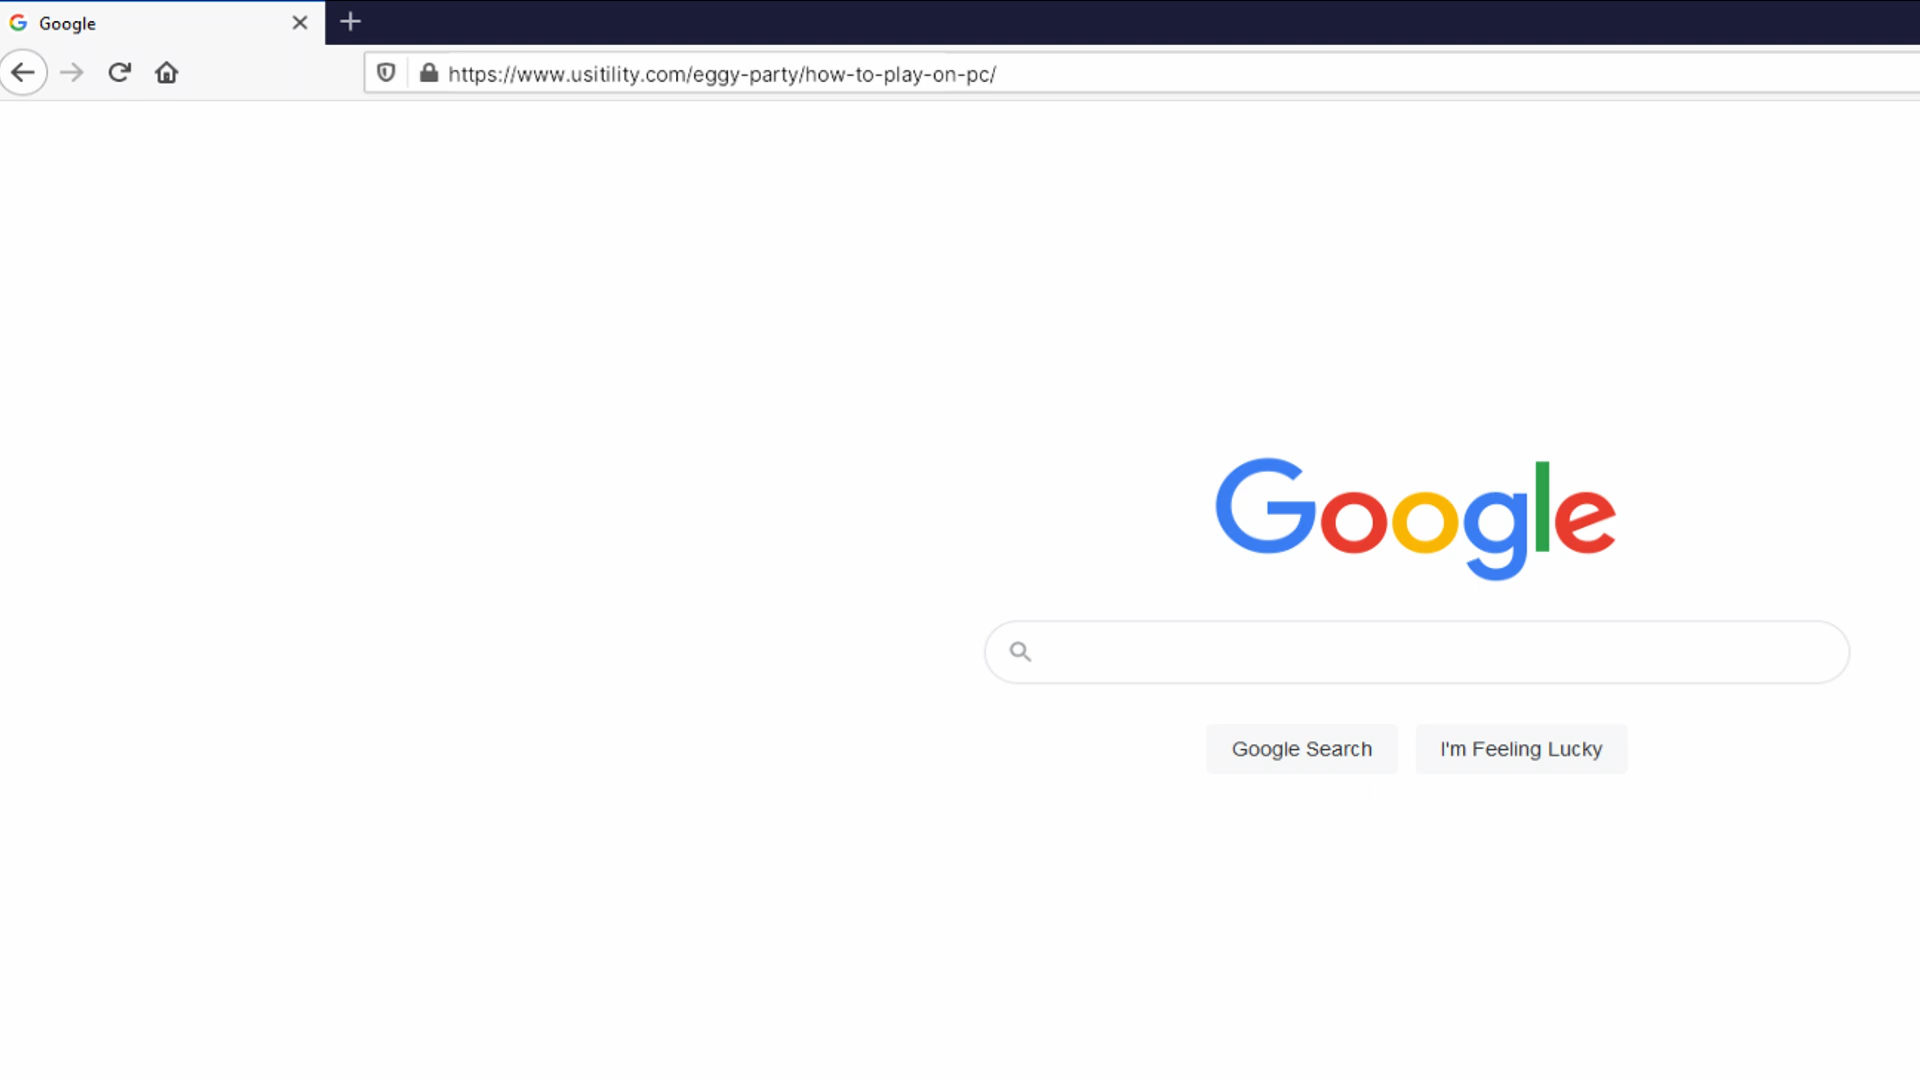 Google
https://www.usitility.com/eggy-party/how-to-play-on-pc/
Google
Google Search
I'm Feeling Lucky